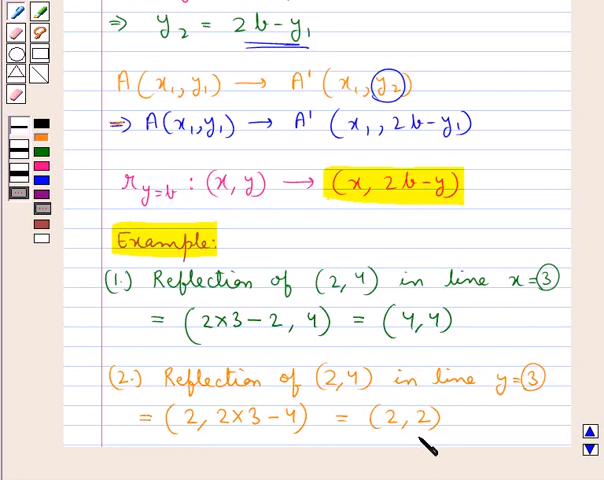 ⇒ y₂ = 2b-y₁
A(x₁,y₁) → A'(x₁,y₂)
⇒ A(x₁,y₁) → A'(x₁, 2b-y₁)
r y=b : (x, y) → (x, 2b-y)
Example:
(1.) Reflection of (2,4) in line x=3
= (2×3-2, 4) = (4,4)
(2.) Reflection of (2,4) in line y=3
= (2, 2×3-4) = (2,2)